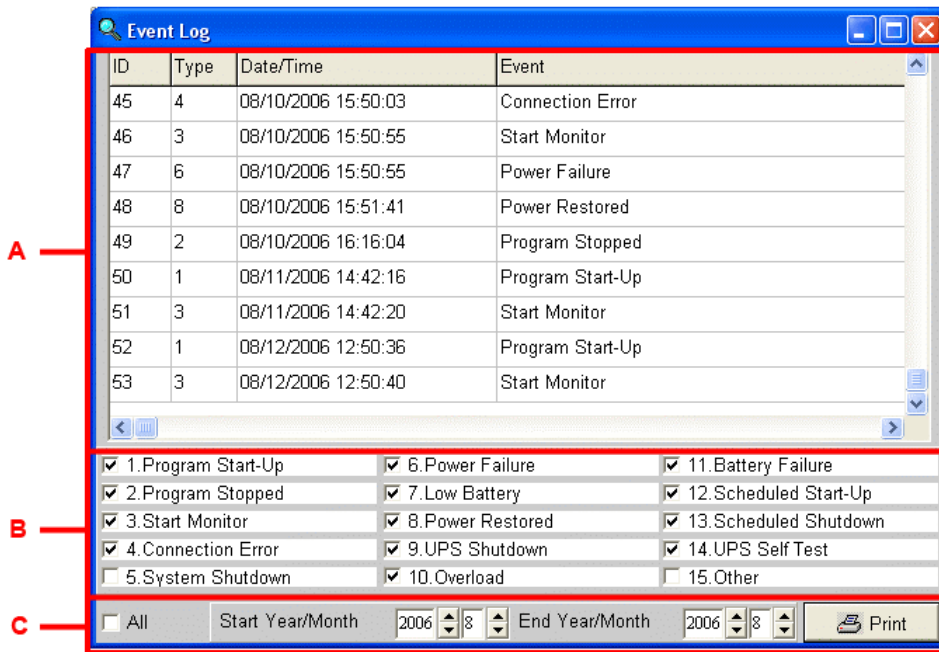 Event Log
ID Type Date/Time Event
45 4 08/10/2006 15:50:03 Connection Error
46 3 08/10/2006 15:50:55 Start Monitor
47 6 08/10/2006 15:50:55 Power Failure
48 8 08/10/2006 15:51:41 Power Restored
49 2 08/10/2006 16:16:04 Program Stopped
50 1 08/11/2006 14:42:16 Program Start-Up
51 3 08/11/2006 14:42:20 Start Monitor
52 1 08/12/2006 12:50:36 Program Start-Up
53 3 08/12/2006 12:50:40 Start Monitor
A
1.Program Start-Up 6.Power Failure 11.Battery Failure
2.Program Stopped 7.Low Battery 12.Scheduled Start-Up
3.Start Monitor 8.Power Restored 13.Scheduled Shutdown
B
4.Connection Error 9.UPS Shutdown 14.UPS Self Test
5.System Shutdown 10.Overload 15.Other
C
All Start Year/Month 2006 8 End Year/Month 2006 8 Print